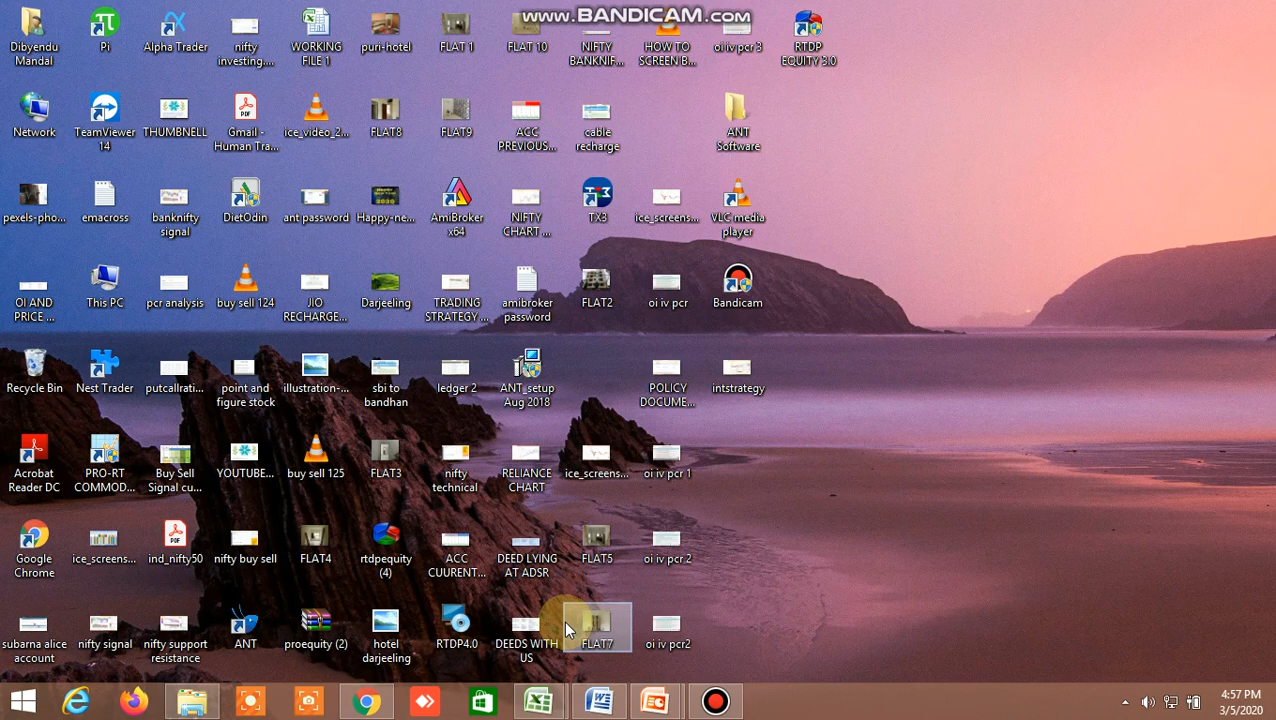 www.BANDICAM.com
Dibyendu
Mandal
Pi
Alpha Trader
nifty
investing....
WORKING
FILE 1
puri-hotel
FLAT 1
FLAT 10
NIFTY
BANKNIF...
HOW TO
SCREEN B...
oi iv pcr 3
RTDP
EQUITY 3.0
Network
TeamViewer
14
THUMBNELL
Gmail -
Human Tra...
ice_video_2...
FLAT8
FLAT9
ACC
PREVIOUS...
cable
recharge
ANT
Software
pexels-pho...
emacross
banknifty
signal
DietOdin
ant password
Happy-ne...
AmiBroker
x64
NIFTY
CHART ...
TX3
ice_screens...
VLC media
player
OI AND
PRICE ...
This PC
pcr analysis
buy sell 124
JIO
RECHARGE...
Darjeeling
TRADING
STRATEGY ...
amibroker
password
FLAT2
oi iv pcr
Bandicam
Recycle Bin
Nest Trader
putcallrati...
point and
figure stock
illustration-...
sbi to
bandhan
ledger 2
ANT_setup
Aug 2018
POLICY
DOCUME...
intstrategy
Acrobat
Reader DC
PRO-RT
COMMOD...
Buy Sell
Signal cu...
YOUTUBE...
buy sell 125
FLAT3
nifty
technical
RELIANCE
CHART
ice_screens...
oi iv pcr 1
Google
Chrome
ice_screens...
ind_nifty50
nifty buy sell
FLAT4
rtdpequity
(4)
ACC
CUURENT...
DEED LYING
AT ADSR
FLAT5
oi iv pcr 2
subarna alice
account
nifty signal
nifty support
resistance
ANT
proequity (2)
hotel
darjeeling
RTDP4.0
DEEDS WITH
US
FLAT7
oi iv pcr2
4:57 PM
3/5/2020